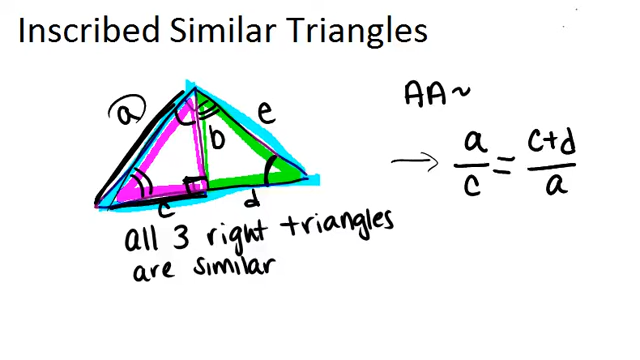 Inscribed Similar Triangles
AA~
a
e
b
c
d
→ a/c = c+d/a
all 3 right triangles
are similar